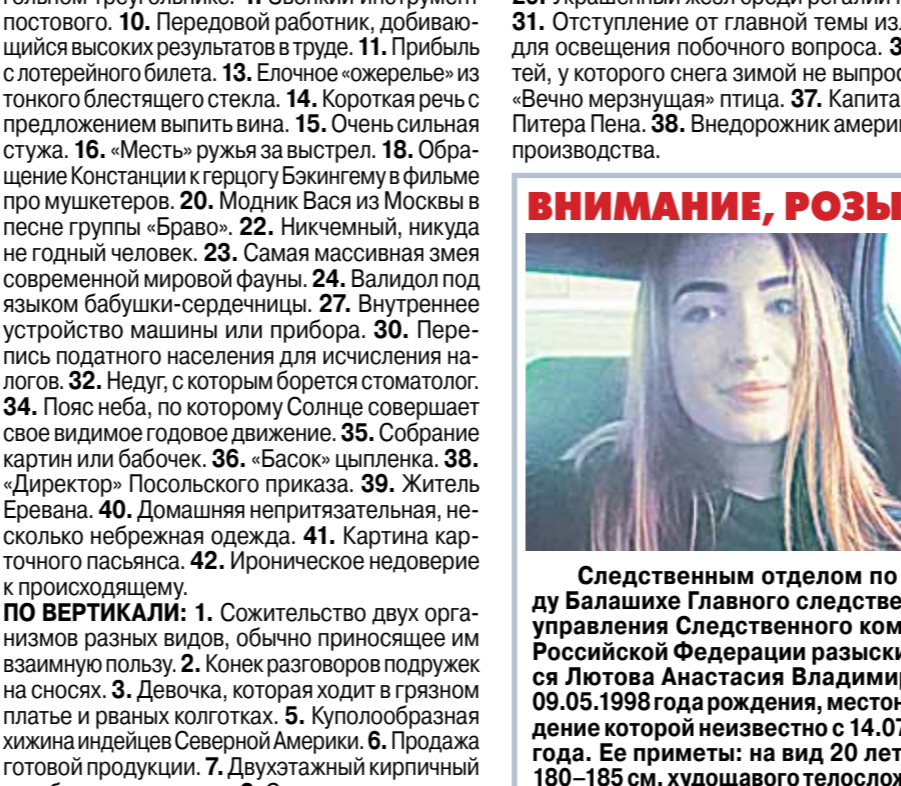 постового. 10. Передовой работник, добиваю-
щийся высоких результатов в труде. 11. Прибыль
с лотерейного билета. 13. Елочное «ожерелье» из
тонкого блестящего стекла. 14. Короткая речь с
предложением выпить вина. 15. Очень сильная
стужа. 16. «Месть» ружья за выстрел. 18. Обра-
щение Констанции к герцогу Бэкингему в фильме
про мушкетеров. 20. Модник Вася из Москвы в
песне группы «Браво». 22. Никчемный, никуда
не годный человек. 23. Самая массивная змея
современной мировой фауны. 24. Валидол под
языком бабушки-сердечницы. 27. Внутреннее
устройство машины или прибора. 30. Пере-
пись податного населения для исчисления на-
логов. 32. Недуг, с которым борется стоматолог.
34. Пояс неба, по которому Солнце совершает
свое видимое годовое движение. 35. Собрание
картин или бабочек. 36. «Басок» цыпленка. 38.
«Директор» Посольского приказа. 39. Житель
Еревана. 40. Домашняя непритязательная, не-
сколько небрежная одежда. 41. Картина кар-
точного пасьянса. 42. Ироническое недоверие
к происходящему.
ПО ВЕРТИКАЛИ: 1. Сожительство двух орга-
низмов разных видов, обычно приносящее им
взаимную пользу. 2. Конек разговоров подружек
на сносях. 3. Девочка, которая ходит в грязном
платье и рваных колготках. 5. Куполообразная
хижина индейцев Северной Америки. 6. Продажа
готовой продукции. 7. Двухэтажный кирпичный
31. Отступление от главной темы из
для освещения побочного вопроса. 3
тей, у которого снега зимой не выпрос
«Вечно мерзнущая» птица. 37. Капита
Питера Пена. 38. Внедорожник амери
производства.
ВНИМАНИЕ, РОЗЫ
Следственным отделом по
ду Балашихе Главного следстве
управления Следственного ком
Российской Федерации разыски
ся Лютова Анастасия Владимир
09.05.1998 года рождения, местон
дение которой неизвестно с 14.07
года. Ее приметы: на вид 20 лет
180–185 см, худощавого телослож